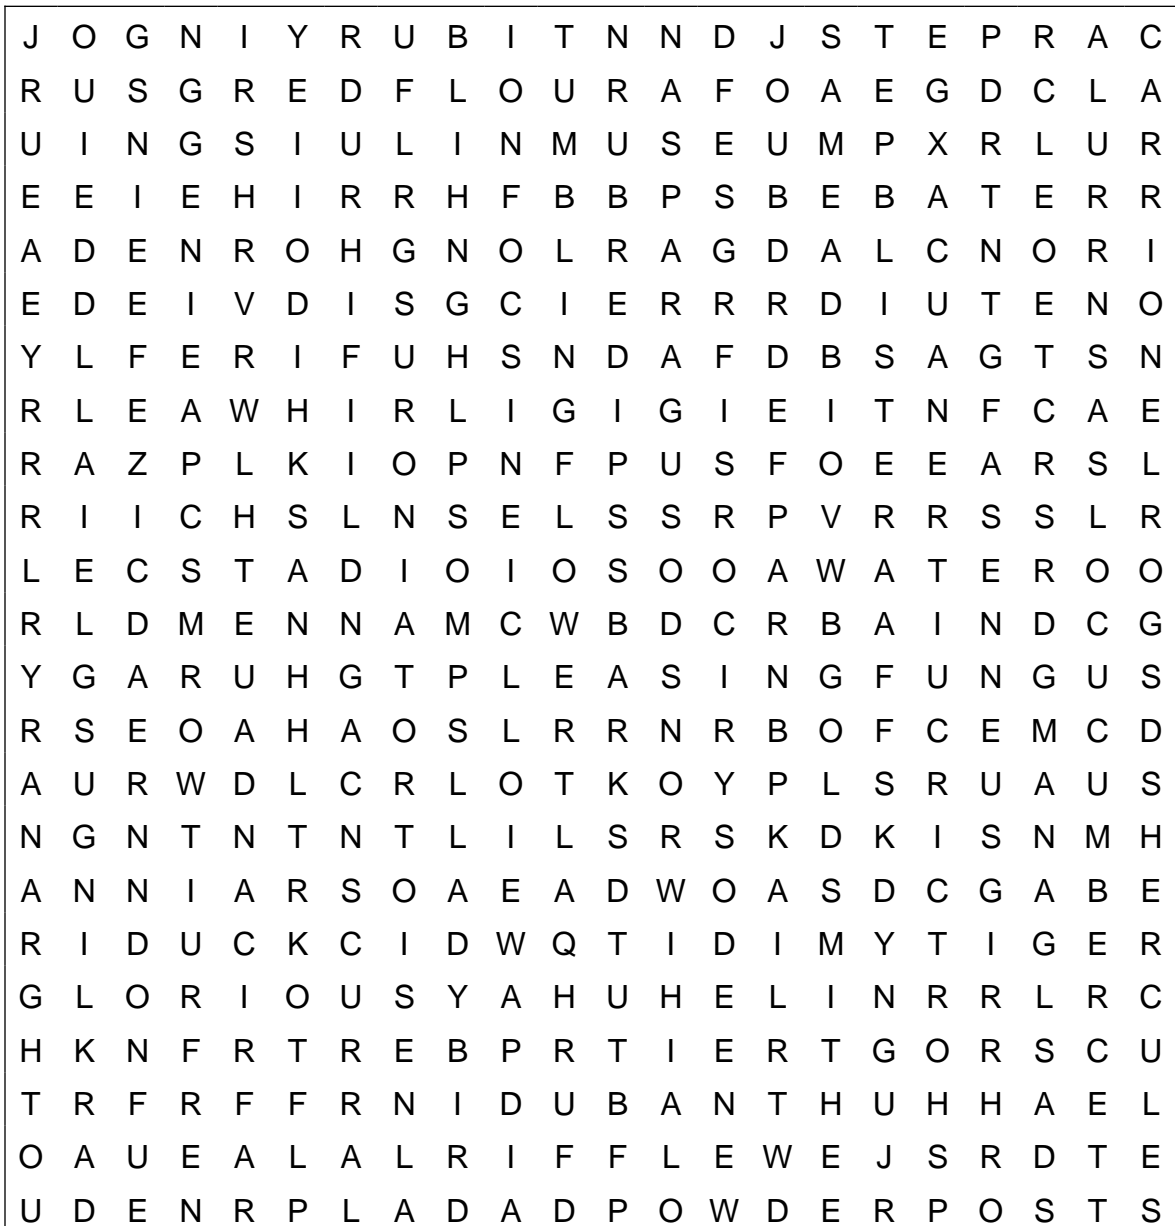 J O G N I Y R U B I T N N D J S T E P R A C
R U S G R E D F L O U R A F O A E G D C L A
U I N G S I U L I N M U S E U M P X R L U R
E E I E H I R R H F B B P S B E B A T E R R
A D E N R O H G N O L R A G D A L C N O R I
E D E I V D I S G C I E R R R D I U T E N O
Y L F E R I F U H S N D A F D B S A G T S N
R L E A W H I R L I G I G I E I T N F C A E
R A Z P L K I O P N F P U S F O E E A R S L
R I I C H S L N S E L S S R P V R R S S L R
L E C S T A D I O I O S O O A W A T E R O O
R L D M E N N A M C W B D C R B A I N D C G
Y G A R U H G T P L E A S I N G F U N G U S
R S E O A H A O S L R R N R B O F C E M C D
A U R W D L C R L O T K O Y P L S R U A U S
N G N T N T N T L I L S R S K D K I S N M H
A N N I A R S O A E A D W O A S D C G A B E
R I D U C K C I D W Q T I D I M Y T I G E R
G L O R I O U S Y A H U H E L I N R R L R C
H K N F R T R E B P R T I E R T G O R S C U
T R F R F F R N I D U B A N T H U H H A E L
O A U E A L A L R I F F L E W E J S R D T E
U D E N R P L A D A D P O W D E R P O S T S